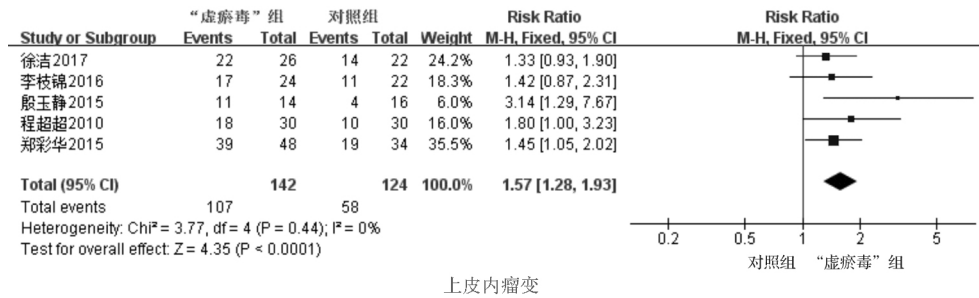 “虚瘀毒”组 对照组 Risk Ratio Risk Ratio
Study or Subgroup Events Total Events Total Weight M-H, Fixed, 95% CI M-H, Fixed, 95% CI
徐洁2017 22 26 14 22 24.2% 1.33 [0.93, 1.90]
李枝锦2016 17 24 11 22 18.3% 1.42 [0.87, 2.31]
殷玉静2015 11 14 4 16 6.0% 3.14 [1.29, 7.67]
程超超2010 18 30 10 30 16.0% 1.80 [1.00, 3.23]
郑彩华2015 39 48 19 34 35.5% 1.45 [1.05, 2.02]
Total (95% CI) 142 124 100.0% 1.57 [1.28, 1.93]
Total events 107 58
Heterogeneity: Chi² = 3.77, df = 4 (P = 0.44); I² = 0%
Test for overall effect: Z = 4.35 (P < 0.0001)
0.2 0.5 1 2 5
对照组 “虚瘀毒”组
上皮内瘤变